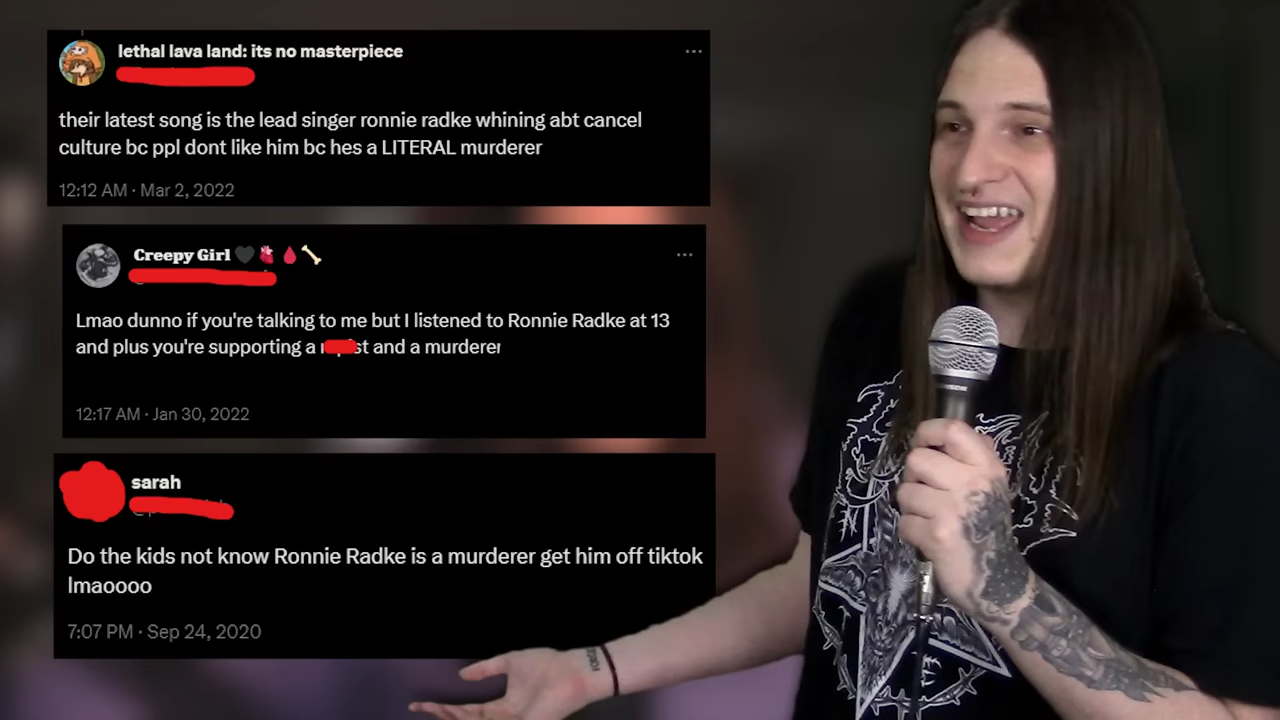 lethal lava land: its no masterpiece
their latest song is the lead singer ronnie radke whining abt cancel
culture bc ppl dont like him bc hes a LITERAL murderer
12:12 AM · Mar 2, 2022
Creepy Girl 🖤🫀🩸🦴
Lmao dunno if you're talking to me but I listened to Ronnie Radke at 13
and plus you're supporting a and a murderer
12:17 AM · Jan 30, 2022
sarah
Do the kids not know Ronnie Radke is a murderer get him off tiktok
lmaoooo
7:07 PM · Sep 24, 2020